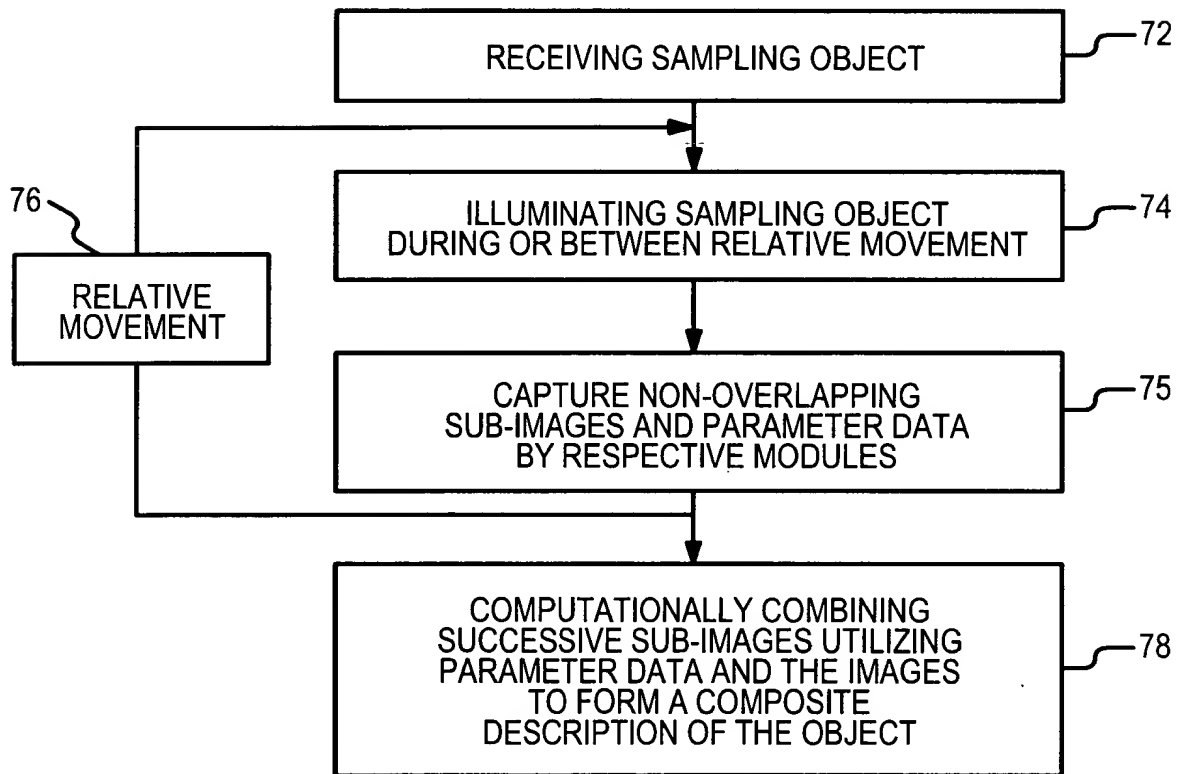 RECEIVING SAMPLING OBJECT
72
ILLUMINATING SAMPLING OBJECT
DURING OR BETWEEN RELATIVE MOVEMENT
74
76
RELATIVE
MOVEMENT
CAPTURE NON-OVERLAPPING
SUB-IMAGES AND PARAMETER DATA
BY RESPECTIVE MODULES
75
COMPUTATIONALLY COMBINING
SUCCESSIVE SUB-IMAGES UTILIZING
PARAMETER DATA AND THE IMAGES
TO FORM A COMPOSITE
DESCRIPTION OF THE OBJECT
78